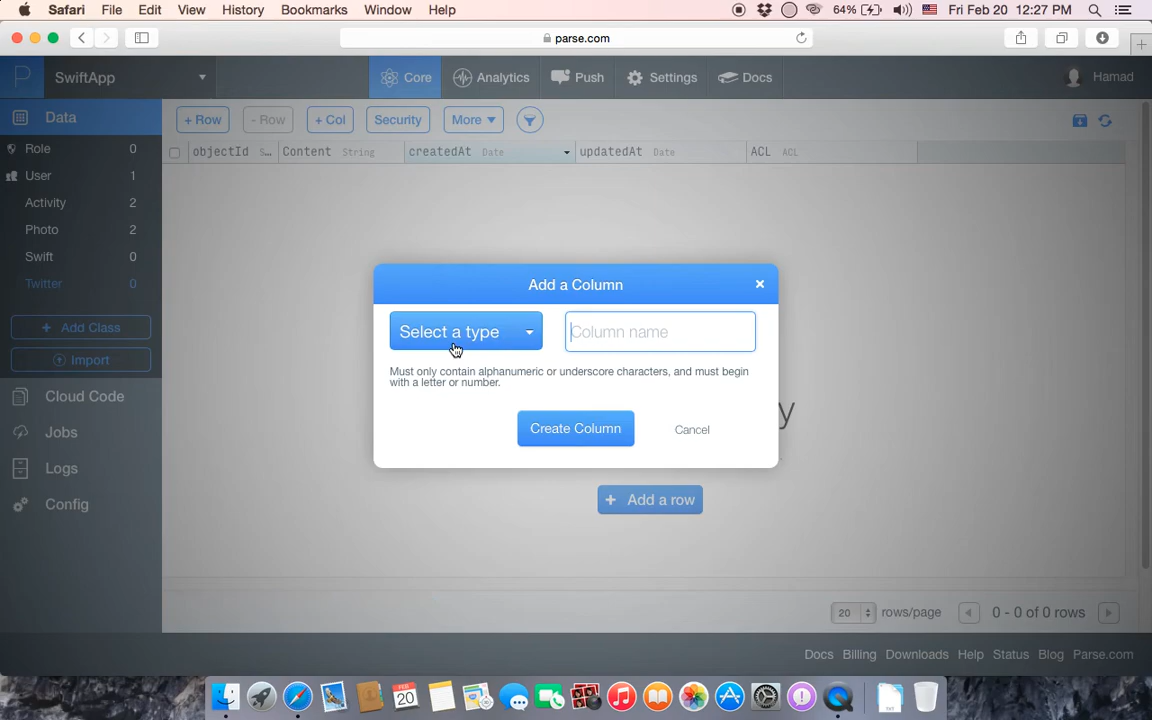 Safari File Edit View History Bookmarks Window Help 64% Fri Feb 20 12:27 PM
parse.com
P SwiftApp Core Analytics Push Settings Docs Hamad
Data + Row - Row + Col Security More
Role 0 objectId S... Content String createdAt Date updatedAt Date ACL ACL
User 1
Activity 2
Photo 2
Swift 0
Twitter 0
+ Add Class
Import
Cloud Code
Jobs
Logs
Config
Add a Column ×
Select a type Column name
Must only contain alphanumeric or underscore characters, and must begin
with a letter or number.
Create Column Cancel
y
+ Add a row
20 rows/page 0 - 0 of 0 rows
Docs Billing Downloads Help Status Blog Parse.com
FEB
20